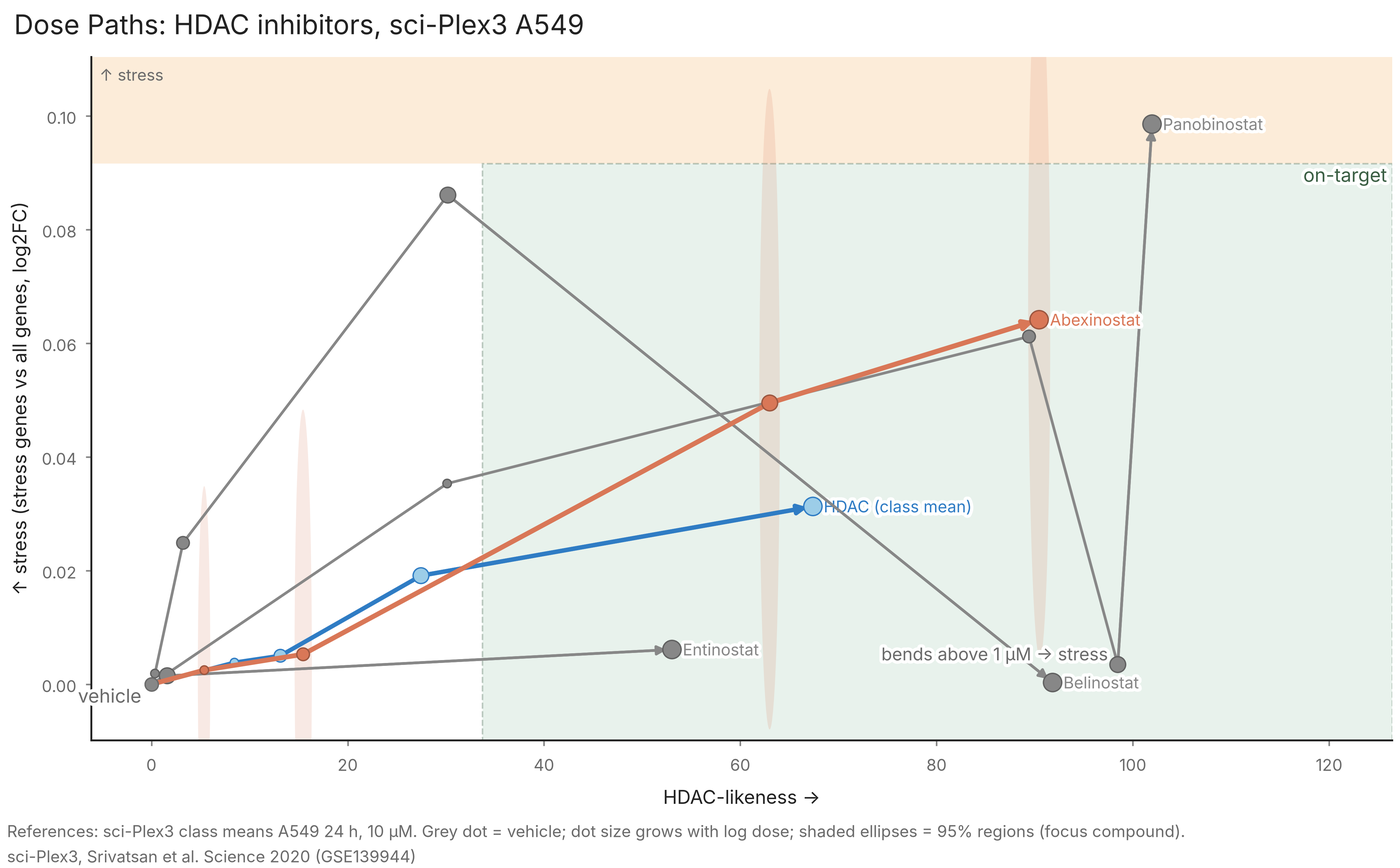 Dose Paths: HDAC inhibitors, sci-Plex3 A549
↑ stress
0.10
Panobinostat
on-target
0.08
0.06
Abexinostat
0.04
HDAC (class mean)
0.02
Entinostat
bends above 1 µM → stress
Belinostat
0.00
vehicle
↑ stress (stress genes vs all genes, log2FC)
0
20
40
60
80
100
120
HDAC-likeness →
References: sci-Plex3 class means A549 24 h, 10 µM. Grey dot = vehicle; dot size grows with log dose; shaded ellipses = 95% regions (focus compound).
sci-Plex3, Srivatsan et al. Science 2020 (GSE139944)